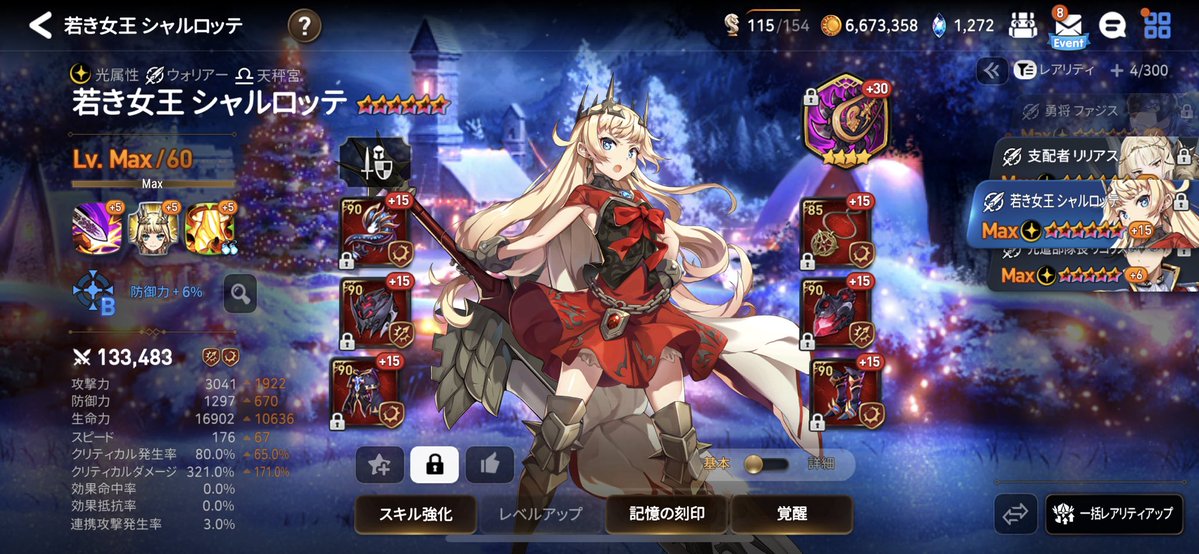 若き女王 シャルロッテ
?
115/154
6,673,358
1,272
8
Event
光属性 ウォリアー 天秤宮
若き女王 シャルロッテ
Lv. Max/60
Max
+5
+5
+5
B
防御力 + 6%
133,483
攻撃力 3041 1922
防御力 1297 670
生命力 16902 10636
スピード 176 67
クリティカル発生率 80.0% 65.0%
クリティカルダメージ 321.0% 171.0%
効果命中率 0.0%
効果抵抗率 0.0%
連携攻撃発生率 3.0%
90 +15
90 +15
90 +15
+30
85 +15
90 +15
90 +15
基本 詳細
スキル強化
レベルアップ
記憶の刻印
覚醒
レアリティ
4/300
勇将 ファジス
Max
支配者 リリアス
若き女王 シャルロッテ
Max +15
Max +6
一括レアリティアップ